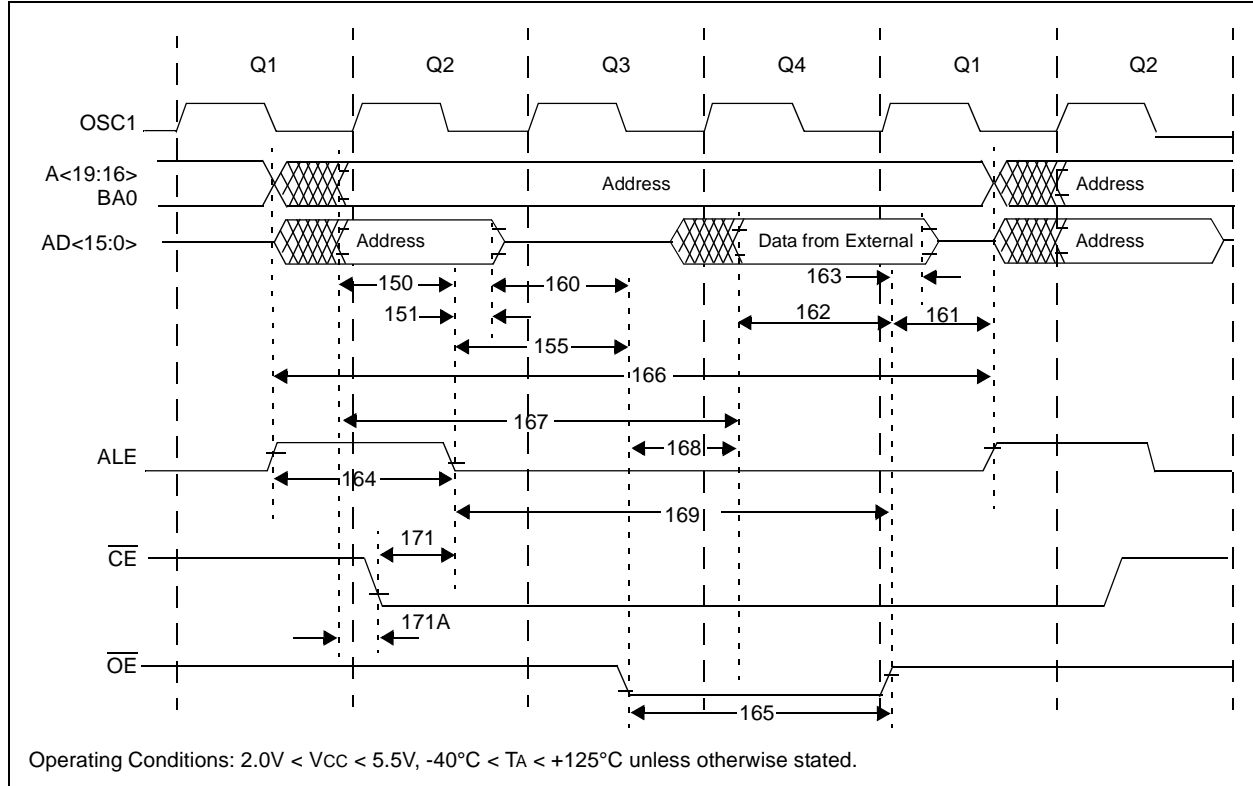 Q1 Q2 Q3 Q4 Q1 Q2
OSC1
A<19:16>
BA0
Address
Address
AD<15:0>
Address
Data from External
Address
150
160
163
151
162
161
155
166
167
168
ALE
164
169
171
CE
171A
OE
165
Operating Conditions: 2.0V < VCC < 5.5V, -40°C < TA < +125°C unless otherwise stated.